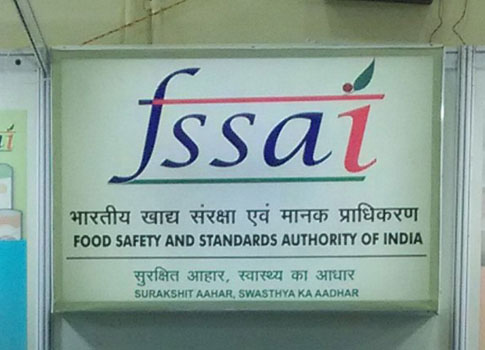 fssai
भारतीय खाद्य संरक्षा एवं मानक प्राधिकरण
FOOD SAFETY AND STANDARDS AUTHORITY OF INDIA
सुरक्षित आहार, स्वास्थ्य का आधार
SURAKSHIT AAHAR, SWASTHYA KA AADHAR